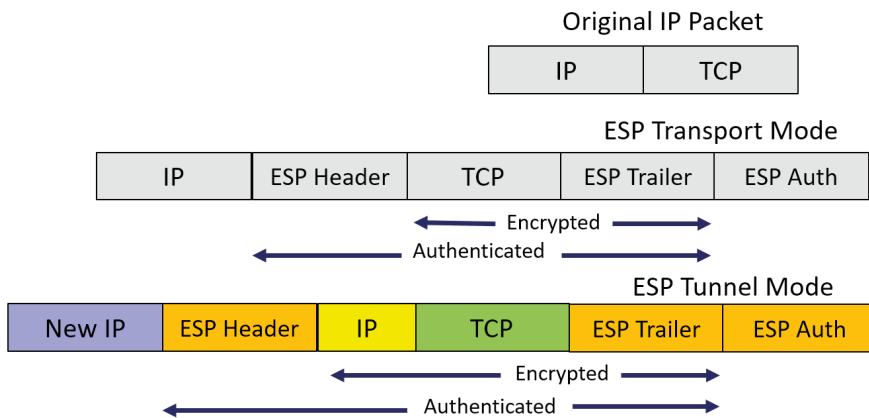 Original IP Packet
IP TCP
ESP Transport Mode
IP ESP Header TCP ESP Trailer ESP Auth
Encrypted
Authenticated
ESP Tunnel Mode
New IP ESP Header IP TCP ESP Trailer ESP Auth
Encrypted
Authenticated